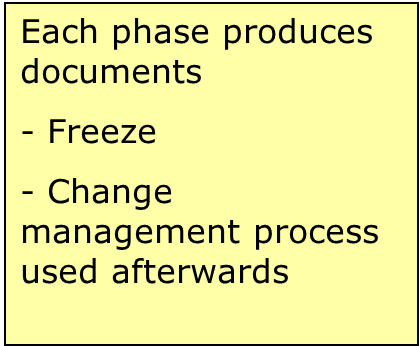 Each phase produces
documents
- Freeze
- Change
management process
used afterwards